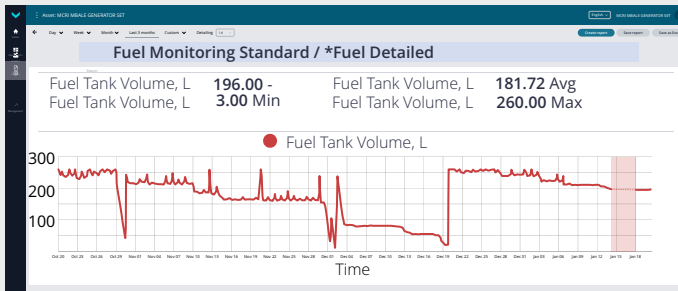 Asset: MCRI MBALE GENERATOR SET
English
MCRI MBALE GENERATOR SET
Day Week Month Last 3 months Custom Detailing
Create report Save report
Fuel Monitoring Standard / *Fuel Detailed
Fuel Tank Volume, L 196.00 -
Fuel Tank Volume, L 181.72 Avg
Fuel Tank Volume, L 3.00 Min
Fuel Tank Volume, L 260.00 Max
Fuel Tank Volume, L
300
200
100
Oct 20 Oct 23 Oct 26 Oct 29 Nov 01 Nov 04 Nov 07 Nov 10 Nov 13 Nov 16 Nov 19 Nov 22 Nov 25 Nov 28 Dec 01 Dec 04 Dec 07 Dec 10 Dec 13 Dec 16 Dec 19 Dec 22 Dec 25 Dec 28 Dec 31 Jan 03 Jan 06 Jan 09 Jan 12 Jan 15 Jan 18
Time